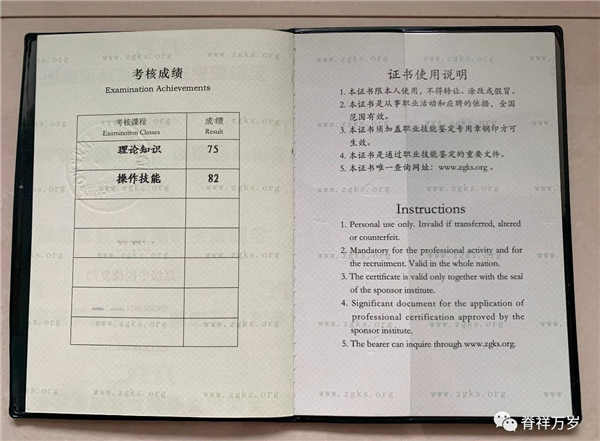 考核成绩
Examination Achievements
考核课程 成绩
Examination Classes Result
理论知识 75
操作技能 82
证书使用说明
1. 本证书限本人使用，不得转让、涂改或假冒。
2. 本证书是从事职业活动和应聘的依据，全国
范围有效。
3. 本证书须加盖职业技能鉴定专用章钢印方可
生效。
4. 本证书是通过职业技能鉴定的重要文件。
5. 本证书唯一查询网址：www.zgks.org 。
Instructions
1. Personal use only. Invalid if transferred, altered
or counterfeit.
2. Mandatory for the professional activity and for
the recruitment. Valid in the whole nation.
3. The certificate is valid only together with the seal
of the sponsor institute.
4. Significant document for the application of
professional certification approved by the
sponsor institute.
5. The bearer can inquire through www.zgks.org.
www.zgks.org
脊祥万岁